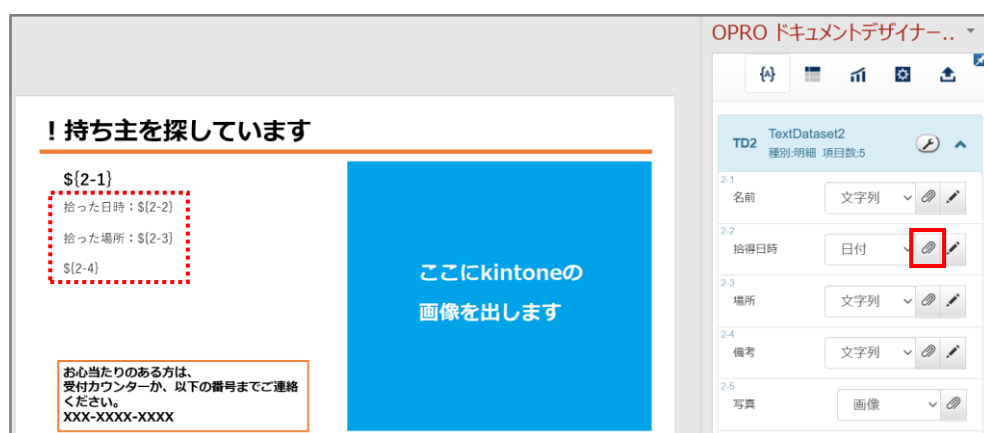 OPRO ドキュメントデザイナー..
{A}
！持ち主を探しています
${2-1}
拾った日時：${2-2}
拾った場所：${2-3}
${2-4}
ここにkintoneの
画像を出します
お心当たりのある方は、
受付カウンターか、以下の番号までご連絡
ください。
XXX-XXXX-XXXX
TD2
TextDataset2
種別:明細 項目数:5
2-1
名前 文字列
2-2
拾得日時 日付
2-3
場所 文字列
2-4
備考 文字列
2-5
写真 画像